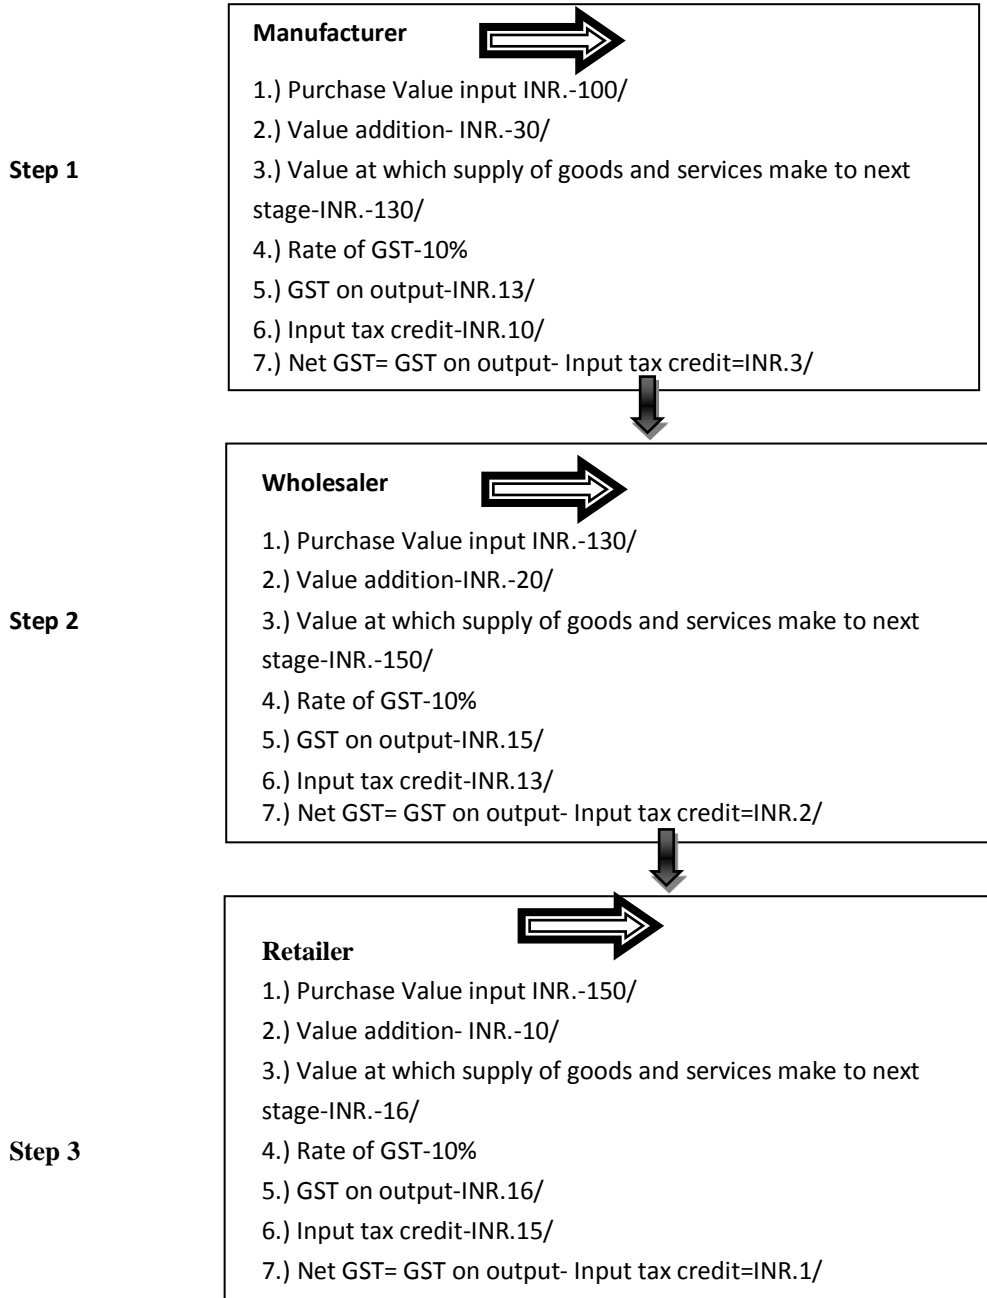 Manufacturer
1.) Purchase Value input INR.-100/
2.) Value addition- INR.-30/
Step 1
3.) Value at which supply of goods and services make to next
stage-INR.-130/
4.) Rate of GST-10%
5.) GST on output-INR.13/
6.) Input tax credit-INR.10/
7.) Net GST= GST on output- Input tax credit=INR.3/
Wholesaler
1.) Purchase Value input INR.-130/
2.) Value addition-INR.-20/
Step 2
3.) Value at which supply of goods and services make to next
stage-INR.-150/
4.) Rate of GST-10%
5.) GST on output-INR.15/
6.) Input tax credit-INR.13/
7.) Net GST= GST on output- Input tax credit=INR.2/
Retailer
1.) Purchase Value input INR.-150/
2.) Value addition- INR.-10/
3.) Value at which supply of goods and services make to next
stage-INR.-16/
Step 3
4.) Rate of GST-10%
5.) GST on output-INR.16/
6.) Input tax credit-INR.15/
7.) Net GST= GST on output- Input tax credit=INR.1/